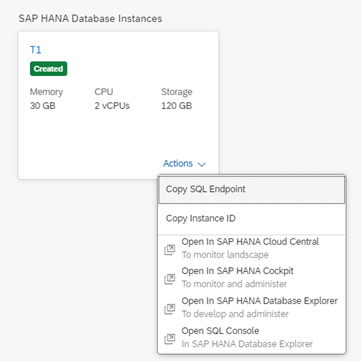 SAP HANA Database Instances
T1
Created
Memory CPU Storage
30 GB 2 vCPUs 120 GB
Actions
Copy SQL Endpoint
Copy Instance ID
Open In SAP HANA Cloud Central
To monitor landscape
Open In SAP HANA Cockpit
To monitor and administer
Open In SAP HANA Database Explorer
To develop and administer
Open SQL Console
In SAP HANA Database Explorer